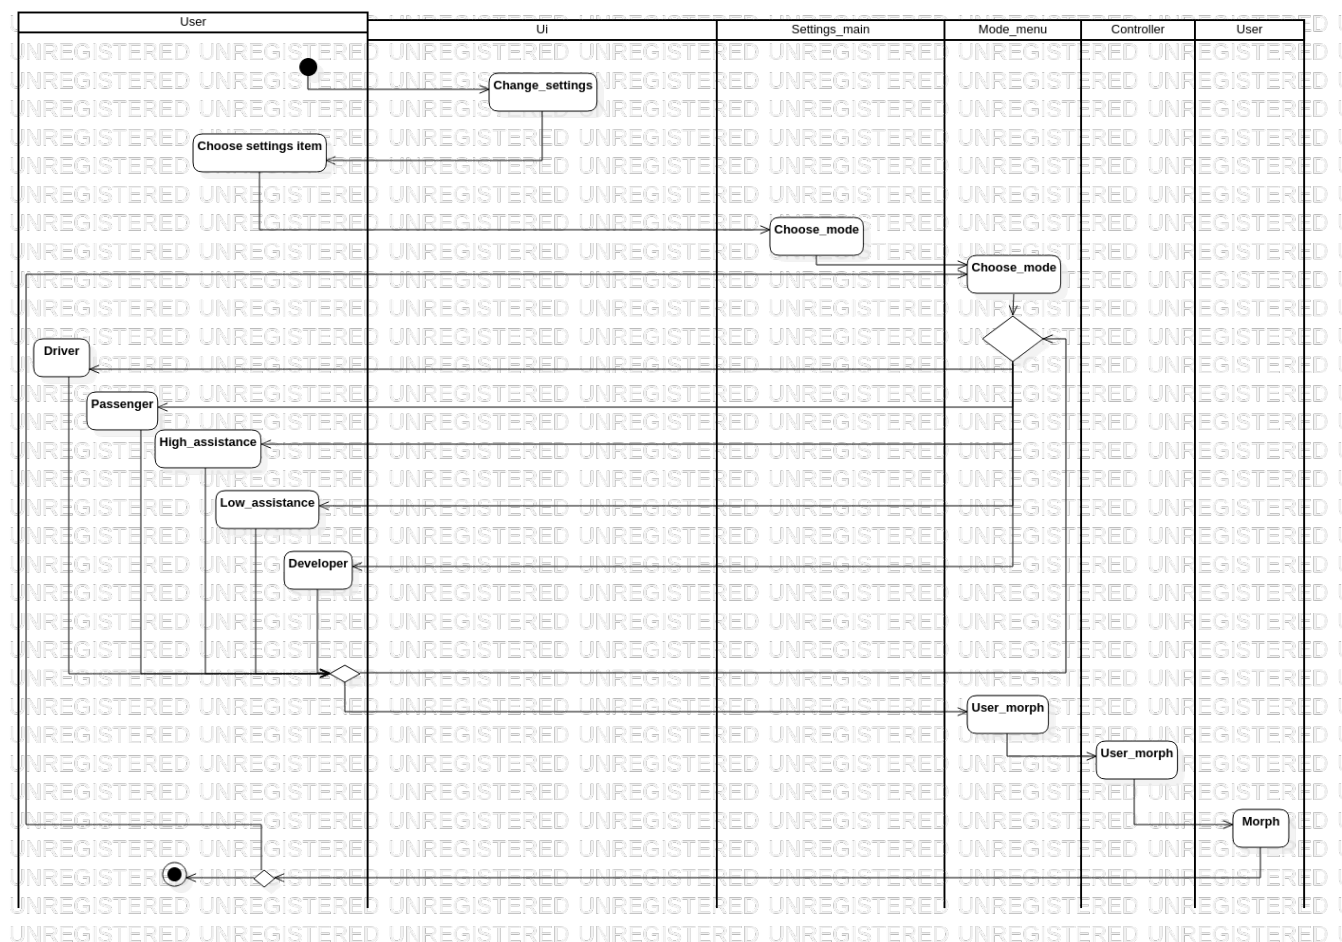 User
Ui
Settings_main
Mode_menu
Controller
User
Change_settings
Choose settings item
Choose_mode
Choose_mode
Driver
Passenger
High_assistance
Low_assistance
Developer
User_morph
User_morph
Morph
UNREGISTERED